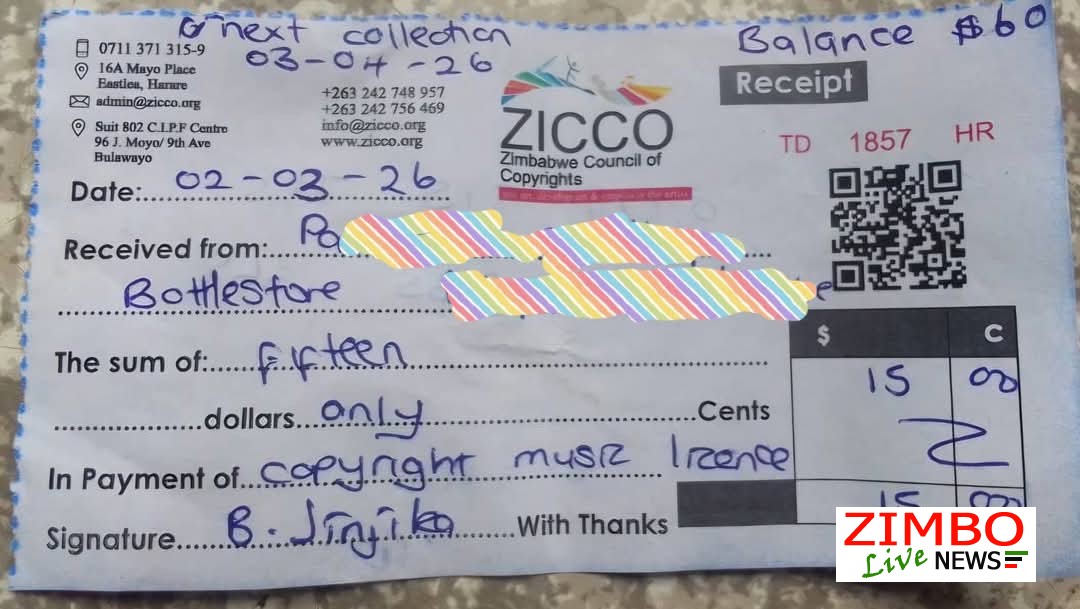 next collection
03-04-26
Balance $60
0711 371 315-9
16A Mayo Place
Eastlea, Harare
admin@zicco.org
Suit 802 C.I.P.F Centre
96 J. Moyo/ 9th Ave
Bulawayo
+263 242 748 957
+263 242 756 469
info@zicco.org
www.zicco.org
ZICCO
Zimbabwe Council of
Copyrights
Receipt
TD 1857 HR
Date: 02-03-26
Received from: Pa
Bottlestore
$ C
The sum of: fifteen
15 00
dollars only Cents
In Payment of copyright music licence
Signature B. Jinjika With Thanks
15 00
ZIMBO
Live NEWS